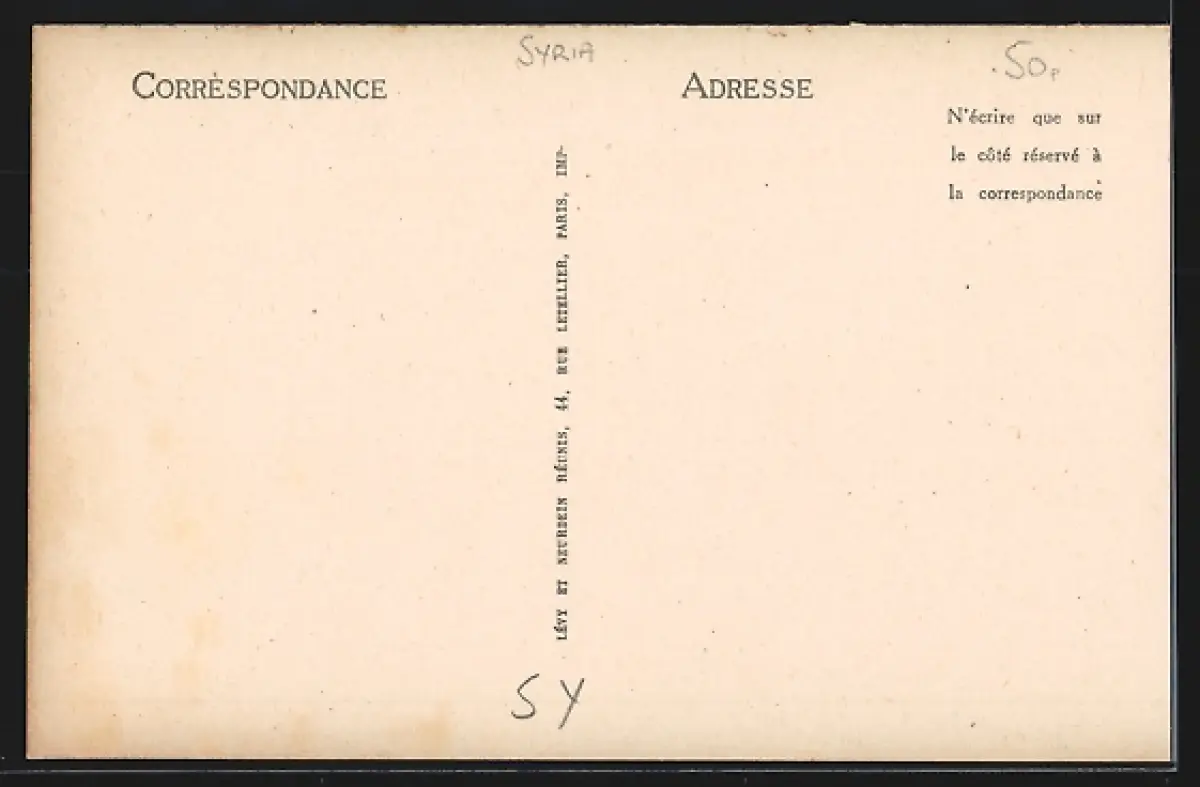 SYRIA
.50p
CORRESPONDANCE
ADRESSE
N'écrire que sur
le côté réservé à
la correspondance
LÉVY ET NEURDEIN RÉUNIS, 44, RUE LETELLIER, PARIS, IMP.
SY